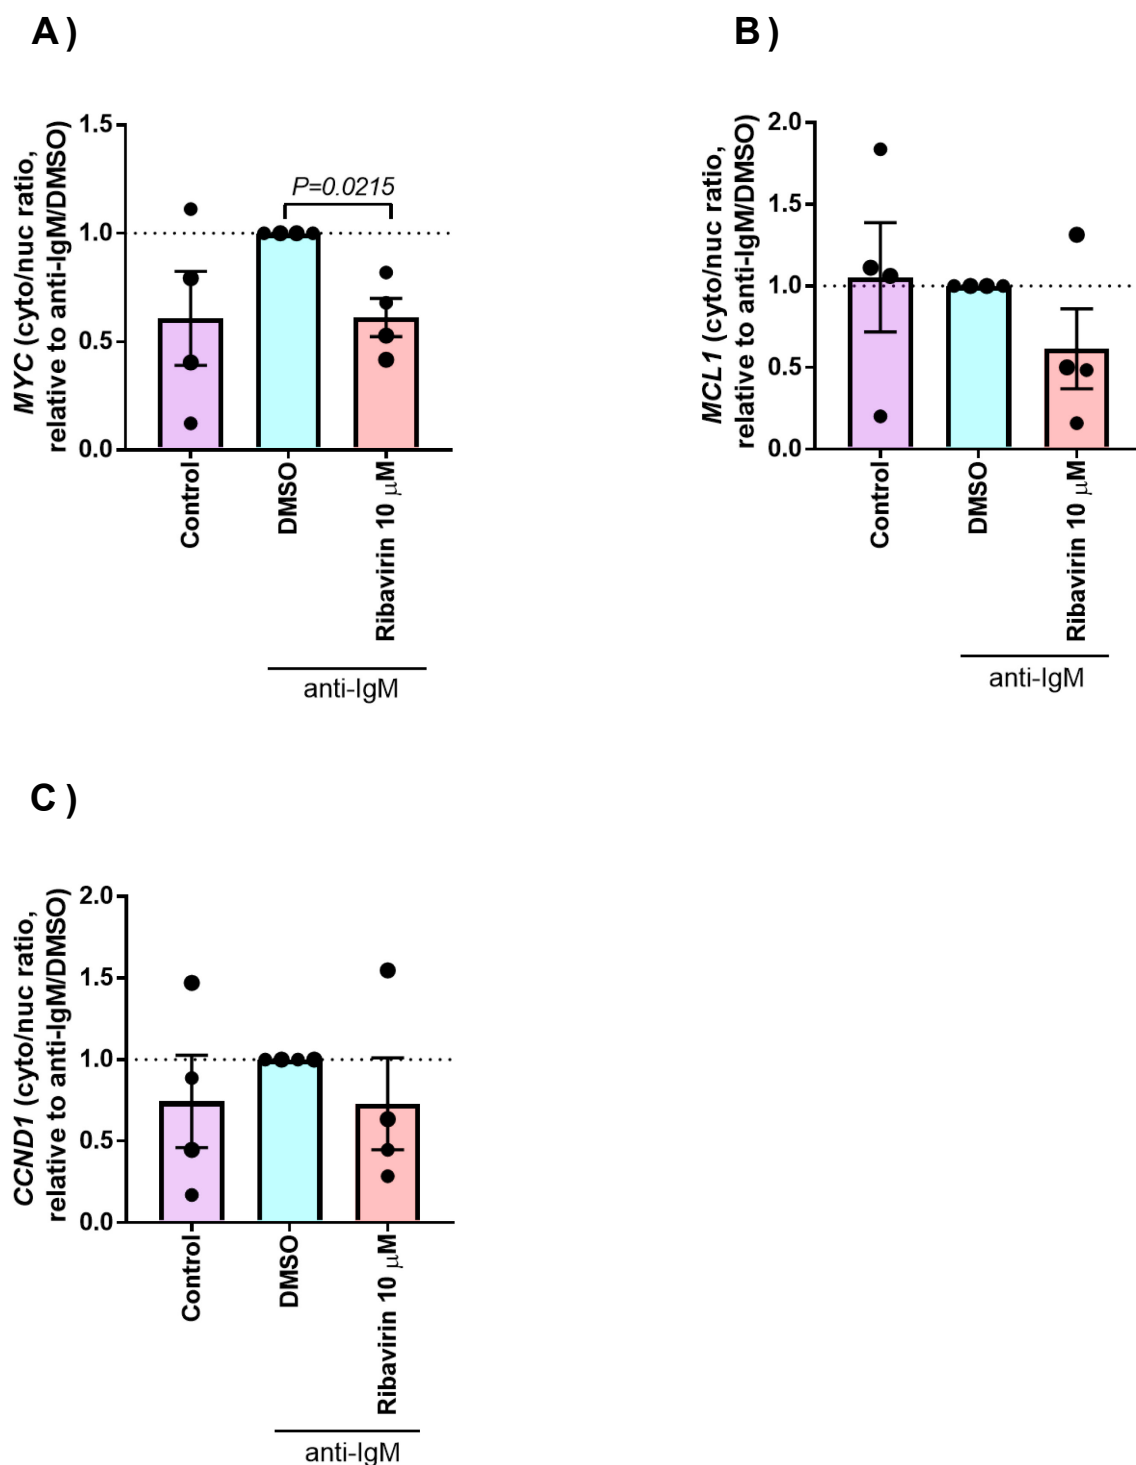 A )
MYC (cyto/nuc ratio,
relative to anti-IgM/DMSO)
1.5
1.0
0.5
0.0
P=0.0215
Control
DMSO
Ribavirin 10 μM
anti-IgM
B )
MCL1 (cyto/nuc ratio,
relative to anti-IgM/DMSO)
2.0
1.5
1.0
0.5
0.0
Control
DMSO
Ribavirin 10 μM
anti-IgM
C )
CCND1 (cyto/nuc ratio,
relative to anti-IgM/DMSO)
2.0
1.5
1.0
0.5
0.0
Control
DMSO
Ribavirin 10 μM
anti-IgM